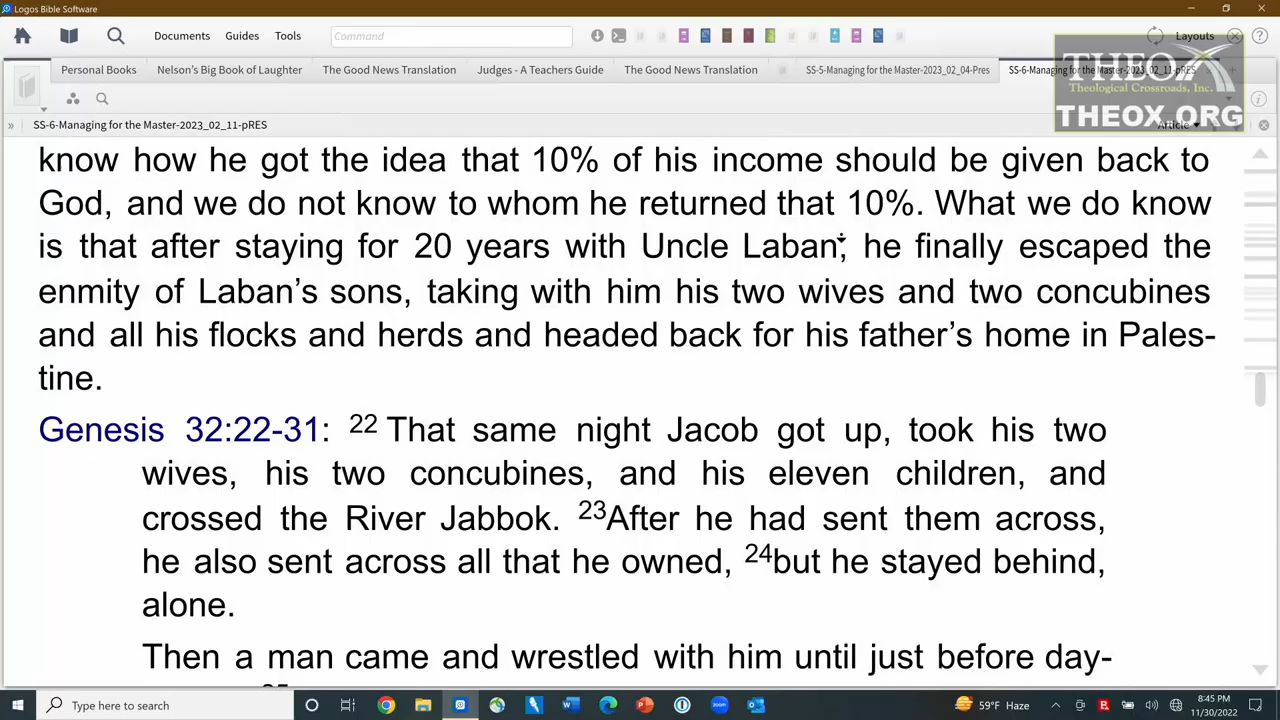 Logos Bible Software
Documents Guides Tools Command Layouts
Personal Books Nelson's Big Book of Laughter The Good News Translation SS-5-Managing for the Master-2023_02_04-Pres SS-6-Managing for the Master-2023_02_11-pRES
Judges - A Teachers Guide
THEOX
Theological Crossroads, Inc.
THEOX.ORG
SS-6-Managing for the Master-2023_02_11-pRES Article
know how he got the idea that 10% of his income should be given back to
God, and we do not know to whom he returned that 10%. What we do know
is that after staying for 20 years with Uncle Laban, he finally escaped the
enmity of Laban's sons, taking with him his two wives and two concubines
and all his flocks and herds and headed back for his father's home in Pales-
tine.
Genesis 32:22-31: 22 That same night Jacob got up, took his two
wives, his two concubines, and his eleven children, and
crossed the River Jabbok. 23After he had sent them across,
he also sent across all that he owned, 24but he stayed behind,
alone.
Then a man came and wrestled with him until just before day-
Type here to search 59°F Haze 8:45 PM
11/30/2022